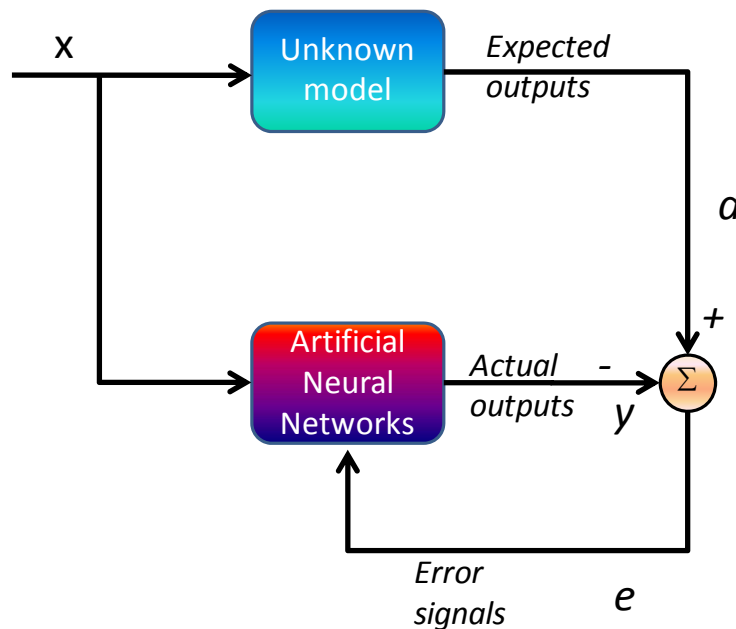 x
Unknown
model
Expected
outputs
+
Artificial
Neural
Networks
Actual
outputs
-
y
Σ
Error
signals
e